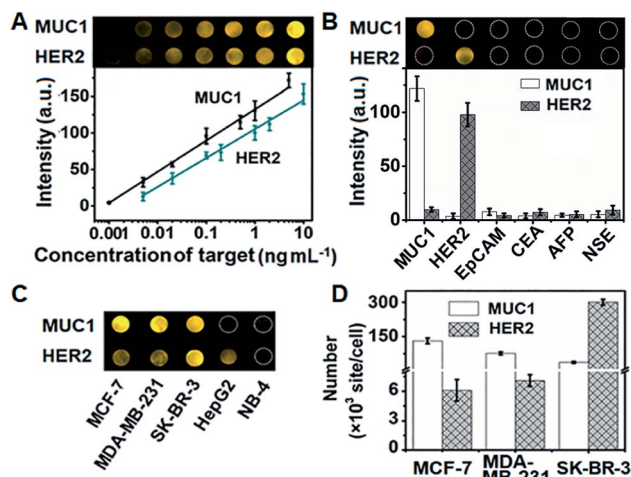 A
MUC1
HER2
Intensity (a.u.)
150
100
50
0
MUC1
HER2
0.001
0.01
0.1
1
10
Concentration of target (ng mL-1)
B
MUC1
HER2
Intensity (a.u.)
100
50
0
MUC1
HER2
MUC1
HER2
EpCAM
CEA
AFP
NSE
C
MUC1
HER2
MCF-7
MDA-MB-231
SK-BR-3
HepG2
NB-4
D
Number
(×10³ site/cell)
300
150
6
3
0
MUC1
HER2
MCF-7
MDA-
MB-231
SK-BR-3